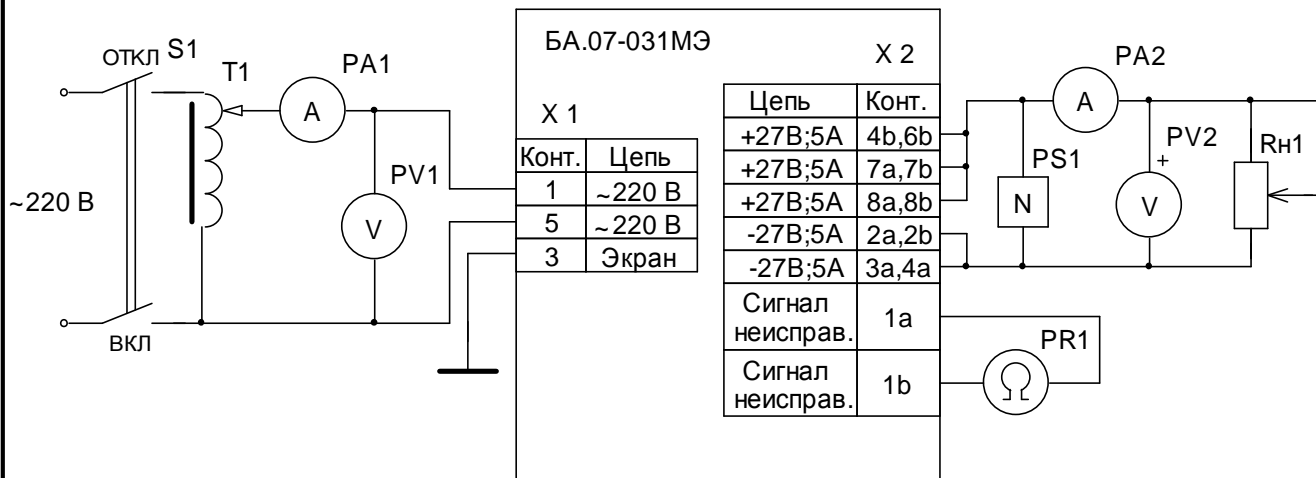 БА.07-031МЭ
ОТКЛ S1
T1
PA1
A
PV1
V
~220 В
ВКЛ
X 1
Конт. Цепь
1 ~220 В
5 ~220 В
3 Экран
X 2
Цепь Конт.
+27В;5А 4b,6b
+27В;5А 7a,7b
+27В;5А 8a,8b
-27В;5А 2a,2b
-27В;5А 3a,4a
Сигнал
неисправ. 1a
Сигнал
неисправ. 1b
PA2
A
PS1
N
PV2
+
V
Rн1
PR1
Ω